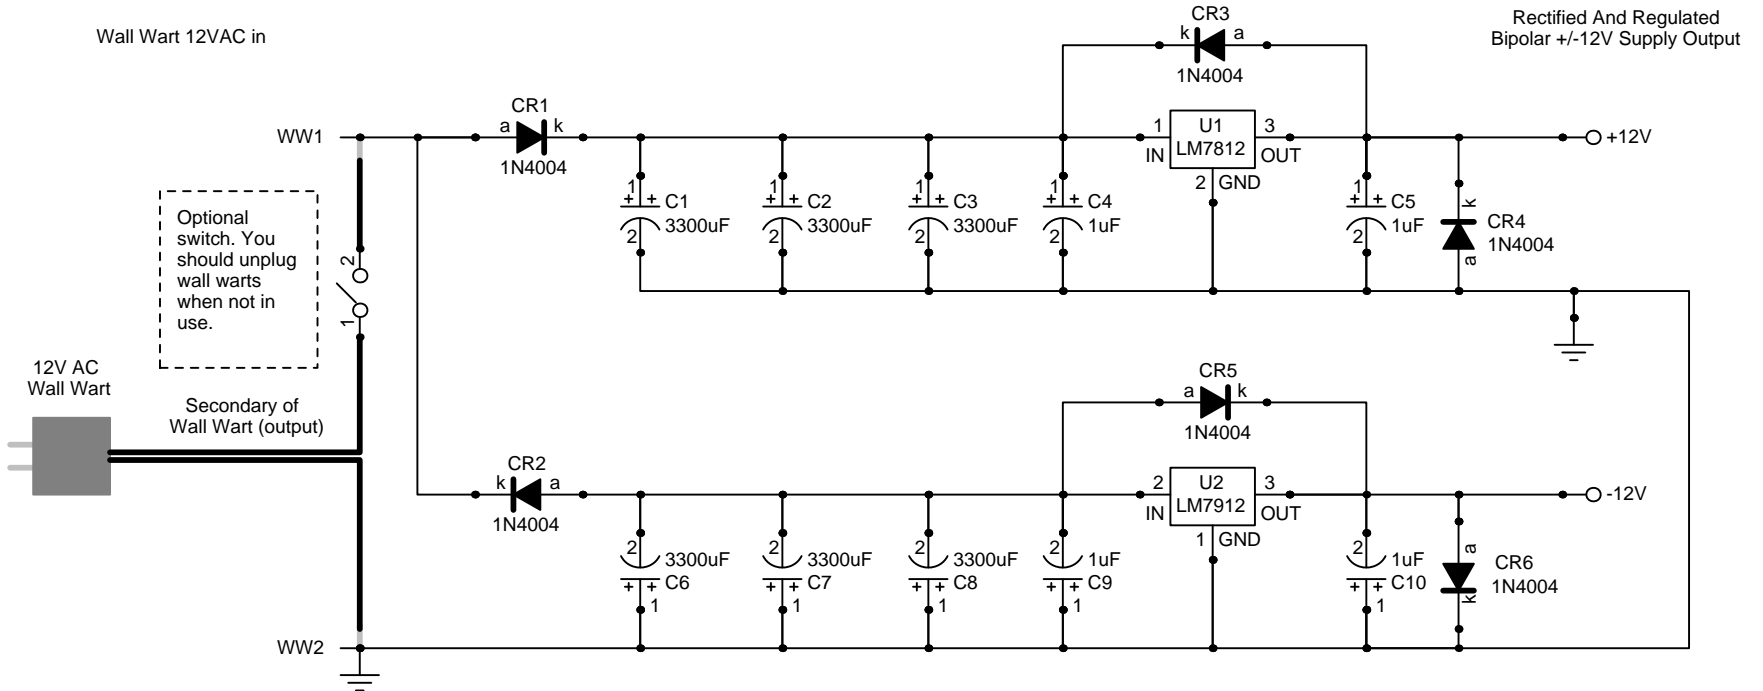 Wall Wart 12VAC in
Rectified And Regulated
Bipolar +/-12V Supply Output
CR3
k a
1N4004
CR1
a k
1N4004
WW1
1 U1 3
IN LM7812 OUT
2 GND
+12V
1
+ +
C1
3300uF
2
1
+ +
C2
3300uF
2
1
+ +
C3
3300uF
2
1
+ +
C4
1uF
2
1
+ +
C5
1uF
2
k
CR4
1N4004
a
Optional
switch. You
should unplug
wall warts
when not in
use.
2
1
12V AC
Wall Wart
Secondary of
Wall Wart (output)
CR5
a k
1N4004
CR2
k a
1N4004
2 U2 3
IN LM7912 OUT
1 GND
-12V
2
3300uF
C6
+ +
1
2
3300uF
C7
+ +
1
2
3300uF
C8
+ +
1
2
1uF
C9
+ +
1
2
1uF
C10
+ +
1
a
CR6
1N4004
k
WW2